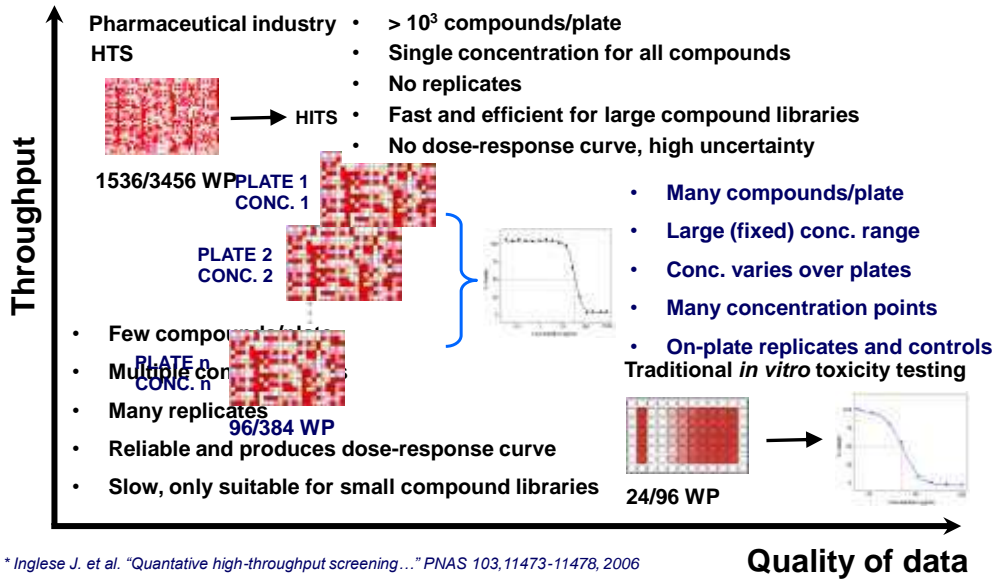 Pharmaceutical industry
HTS
HITS
1536/3456 WP
• > 10³ compounds/plate
• Single concentration for all compounds
• No replicates
• Fast and efficient for large compound libraries
• No dose-response curve, high uncertainty
PLATE 1
CONC. 1
PLATE 2
CONC. 2
PLATE n
CONC. n
96/384 WP
• Many compounds/plate
• Large (fixed) conc. range
• Conc. varies over plates
• Many concentration points
• On-plate replicates and controls
• Few compounds/plate
• Multiple
• Many replicates
• Reliable and produces dose-response curve
• Slow, only suitable for small compound libraries
Traditional in vitro toxicity testing
24/96 WP
Throughput
Quality of data
* Inglese J. et al. “Quantative high-throughput screening…” PNAS 103,11473-11478, 2006